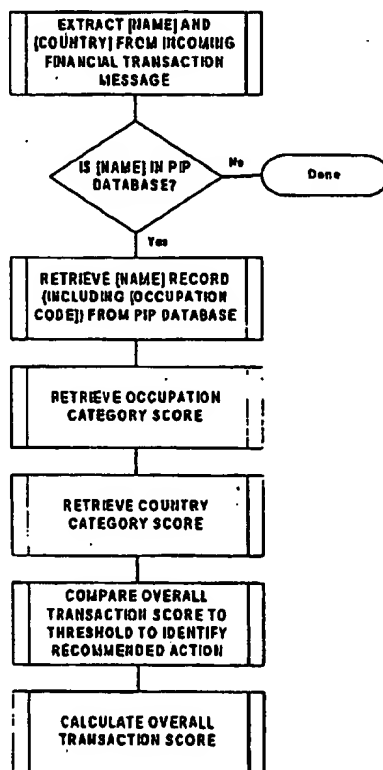 EXTRACT [NAME] AND
[COUNTRY] FROM INCOMING
FINANCIAL TRANSACTION
MESSAGE
IS [NAME] IN PIP
DATABASE?
No
Done
Yes
RETRIEVE [NAME] RECORD
(INCLUDING [OCCUPATION
CODE]) FROM PIP DATABASE
RETRIEVE OCCUPATION
CATEGORY SCORE
RETRIEVE COUNTRY
CATEGORY SCORE
COMPARE OVERALL
TRANSACTION SCORE TO
THRESHOLD TO IDENTIFY
RECOMMENDED ACTION
CALCULATE OVERALL
TRANSACTION SCORE